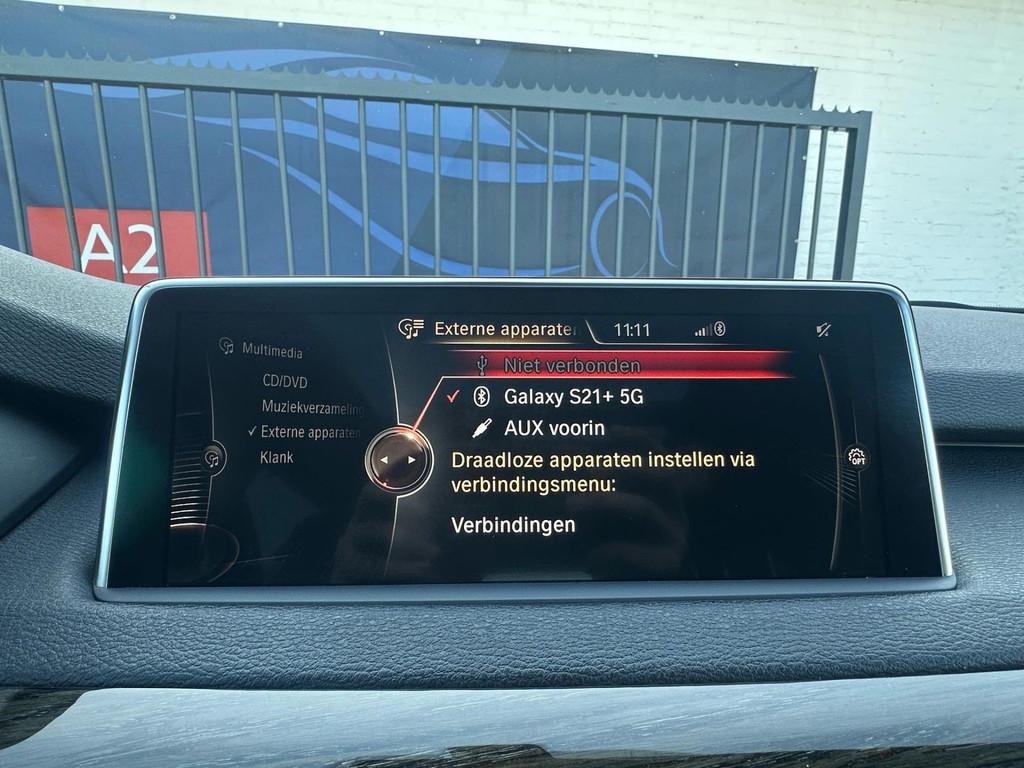 A2
Multimedia
CD/DVD
Muziekverzameling
Externe apparaten
Klank
Externe apparaten
11:11
Niet verbonden
Galaxy S21+ 5G
AUX voorin
Draadloze apparaten instellen via
verbindingsmenu:
Verbindingen
OPT